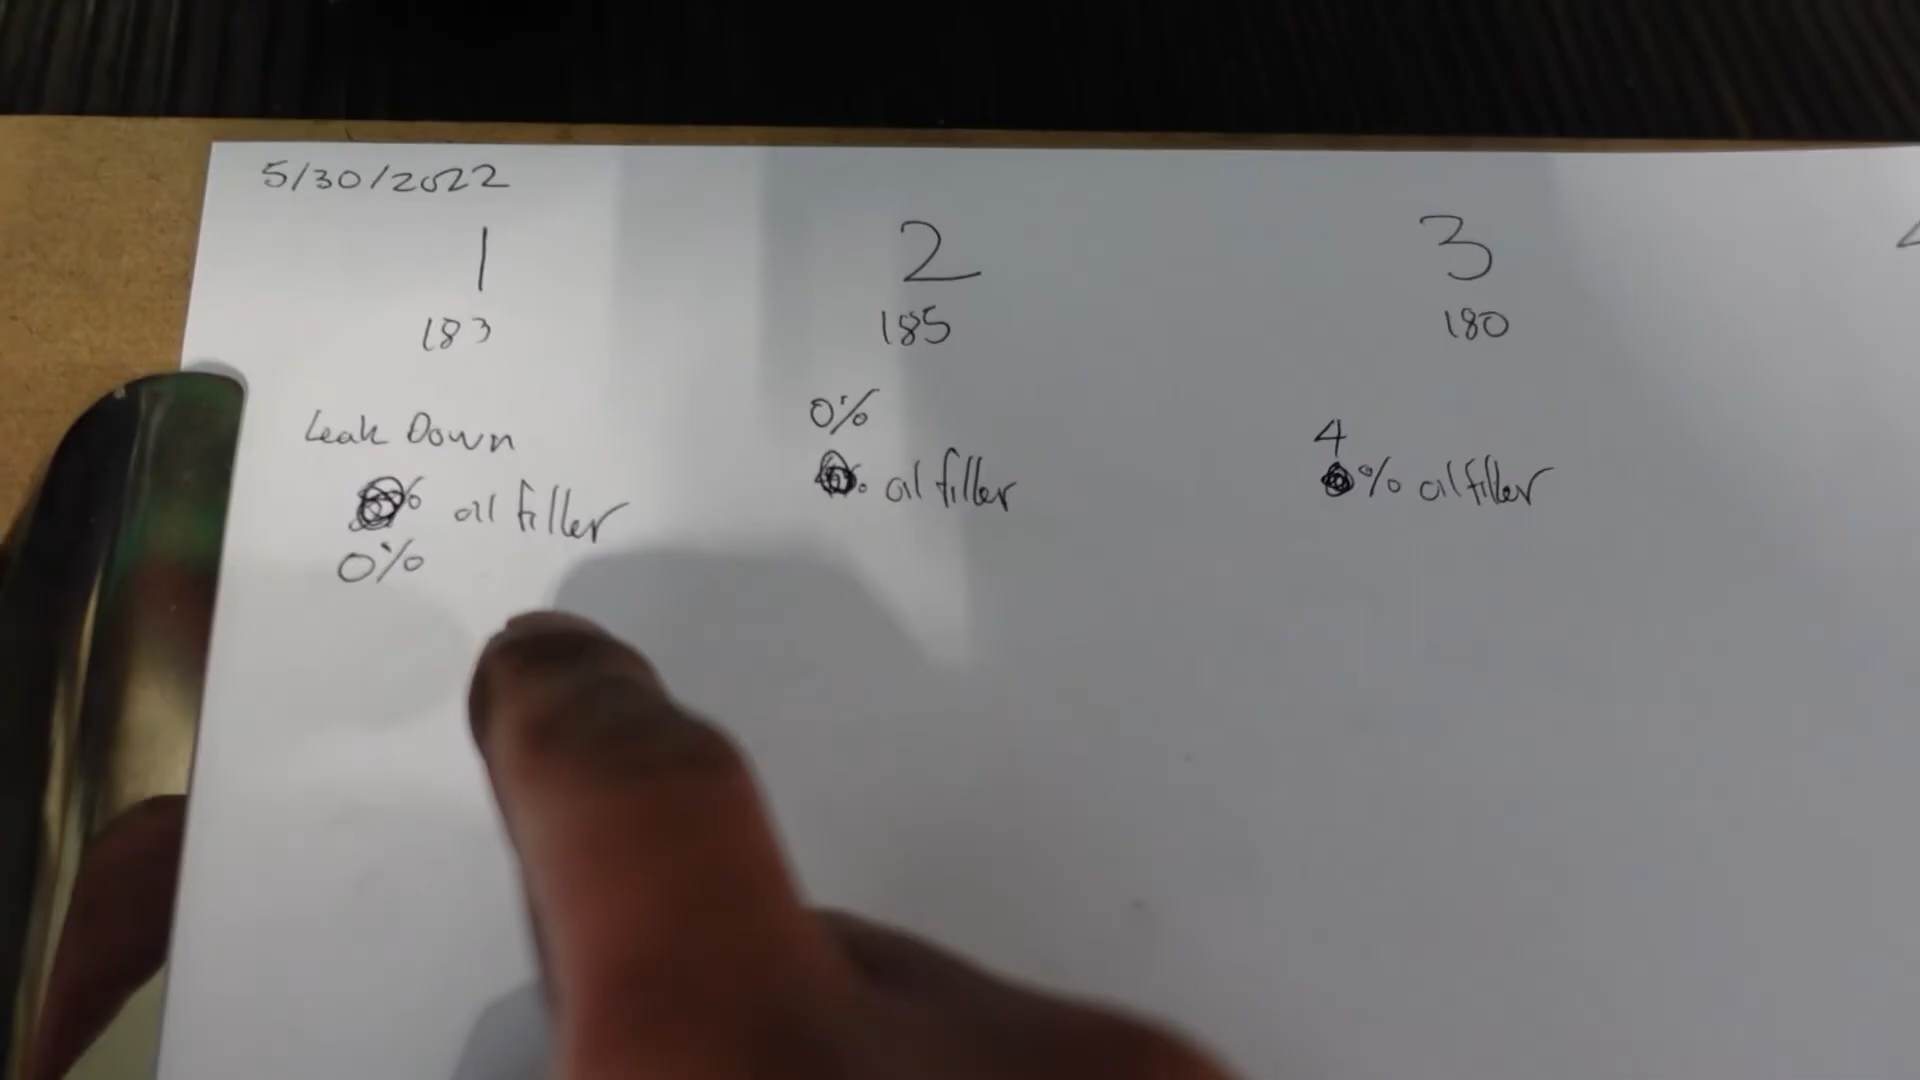 5/30/2022
1 2 3
183 185 180
Leak Down 0% 4
% oil filler oil filler % oil filler
0%